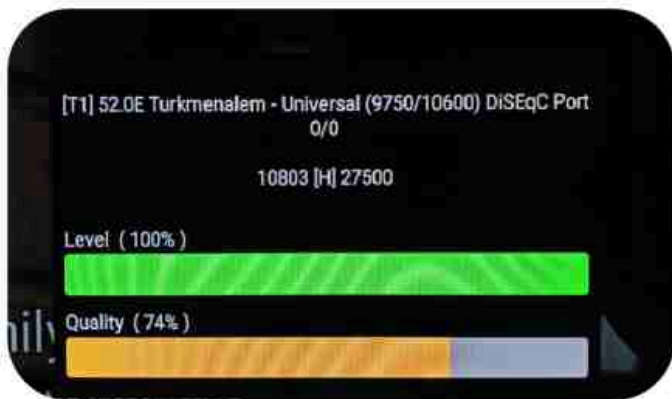 [T1] 52.0E Turkmenalem - Universal (9750/10600) DiSEqC Port
0/0
10803 [H] 27500
Level ( 100% )
Quality ( 74% )